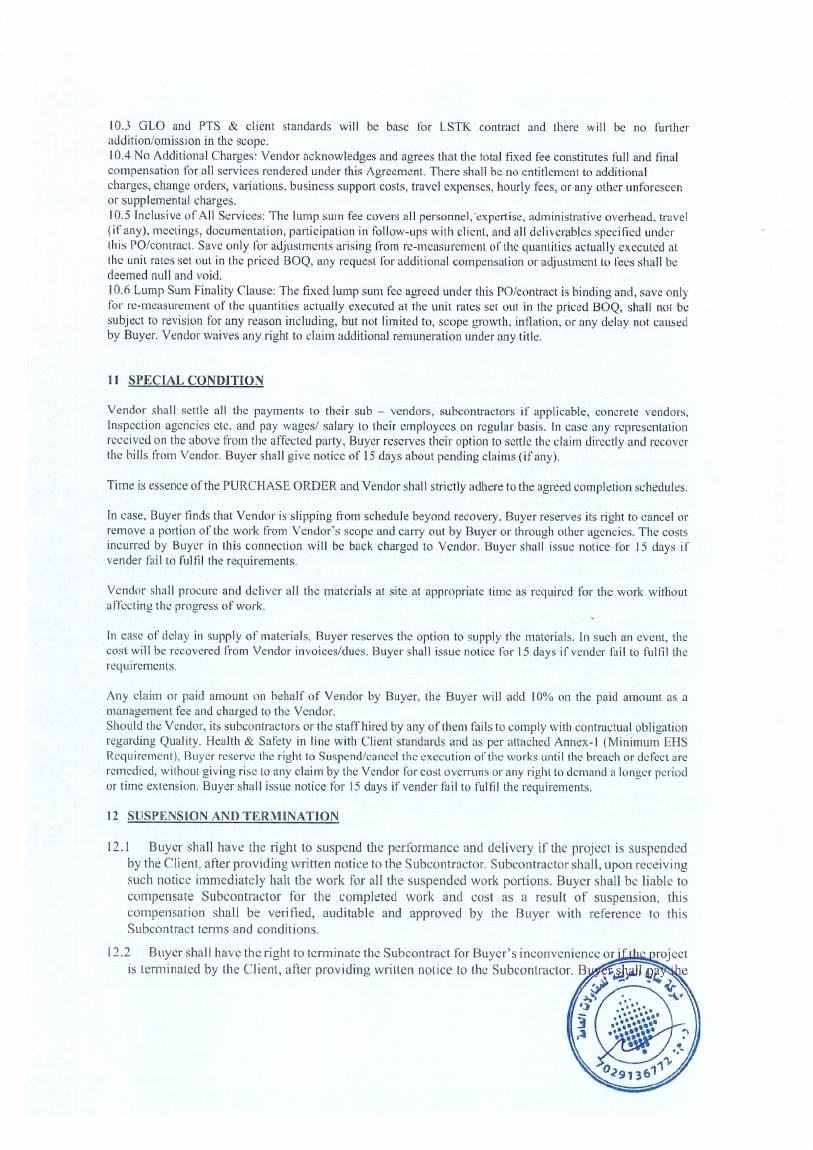 10.3 GLO and PTS & client standards will be base for LSTK contract and there will be no further
addition/omission in the scope.
10.4 No Additional Charges: Vendor acknowledges and agrees that the total fixed fee constitutes full and final
compensation for all services rendered under this Agreement. There shall be no entitlement to additional
charges, change orders, variations, business support costs, travel expenses, hourly fees, or any other unforeseen
or supplemental charges.
10.5 Inclusive of All Services: The lump sum fee covers all personnel, expertise, administrative overhead, travel
(if any), meetings, documentation, participation in follow-ups with client, and all deliverables specified under
this PO/contract. Save only for adjustments arising from re-measurement of the quantities actually executed at
the unit rates set out in the priced BOQ, any request for additional compensation or adjustment to fees shall be
deemed null and void.
10.6 Lump Sum Finality Clause: The fixed lump sum fee agreed under this PO/contract is binding and, save only
for re-measurement of the quantities actually executed at the unit rates set out in the priced BOQ, shall not be
subject to revision for any reason including, but not limited to, scope growth, inflation, or any delay not caused
by Buyer. Vendor waives any right to claim additional remuneration under any title.
11 SPECIAL CONDITION
Vendor shall settle all the payments to their sub – vendors, subcontractors if applicable, concrete vendors,
Inspection agencies etc. and pay wages/ salary to their employees on regular basis. In case any representation
received on the above from the affected party, Buyer reserves their option to settle the claim directly and recover
the bills from Vendor. Buyer shall give notice of 15 days about pending claims (if any).
Time is essence of the PURCHASE ORDER and Vendor shall strictly adhere to the agreed completion schedules.
In case, Buyer finds that Vendor is slipping from schedule beyond recovery, Buyer reserves its right to cancel or
remove a portion of the work from Vendor's scope and carry out by Buyer or through other agencies. The costs
incurred by Buyer in this connection will be back charged to Vendor. Buyer shall issue notice for 15 days if
vender fail to fulfil the requirements.
Vendor shall procure and deliver all the materials at site at appropriate time as required for the work without
affecting the progress of work.
In case of delay in supply of materials, Buyer reserves the option to supply the materials. In such an event, the
cost will be recovered from Vendor invoices/dues. Buyer shall issue notice for 15 days if vender fail to fulfil the
requirements.
Any claim or paid amount on behalf of Vendor by Buyer, the Buyer will add 10% on the paid amount as a
management fee and charged to the Vendor.
Should the Vendor, its subcontractors or the staff hired by any of them fails to comply with contractual obligation
regarding Quality, Health & Safety in line with Client standards and as per attached Annex-1 (Minimum EHS
Requirement), Buyer reserve the right to Suspend/cancel the execution of the works until the breach or defect are
remedied, without giving rise to any claim by the Vendor for cost overruns or any right to demand a longer period
or time extension. Buyer shall issue notice for 15 days if vender fail to fulfil the requirements.
12 SUSPENSION AND TERMINATION
12.1 Buyer shall have the right to suspend the performance and delivery if the project is suspended
by the Client, after providing written notice to the Subcontractor. Subcontractor shall, upon receiving
such notice immediately halt the work for all the suspended work portions. Buyer shall be liable to
compensate Subcontractor for the completed work and cost as a result of suspension, this
compensation shall be verified, auditable and approved by the Buyer with reference to this
Subcontract terms and conditions.
12.2 Buyer shall have the right to terminate the Subcontract for Buyer's inconvenience or if the project
is terminated by the Client, after providing written notice to the Subcontractor. Buyer shall pay the
شركة للمقاولات العامة
7029136772